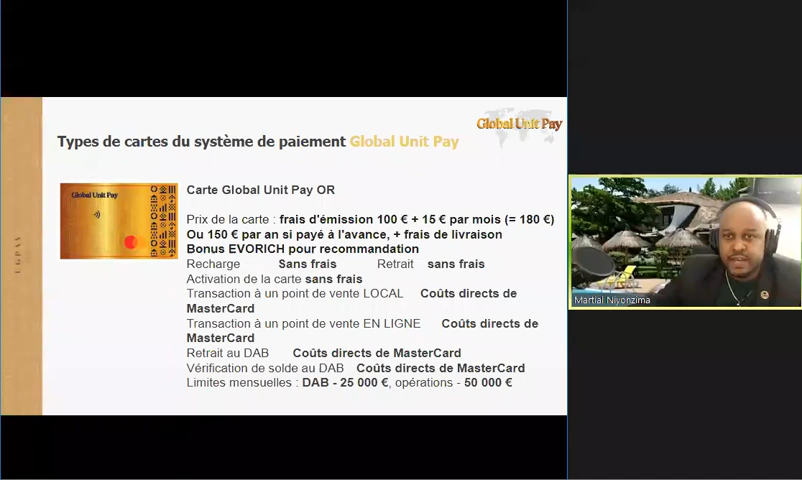 Global Unit Pay
Types de cartes du système de paiement Global Unit Pay
Global Unit Pay
Carte Global Unit Pay OR
Prix de la carte : frais d'émission 100 € + 15 € par mois (= 180 €)
Ou 150 € par an si payé à l'avance, + frais de livraison
Bonus EVORICH pour recommandation
Recharge Sans frais Retrait sans frais
Activation de la carte sans frais
Transaction à un point de vente LOCAL Coûts directs de
MasterCard
Transaction à un point de vente EN LIGNE Coûts directs de
MasterCard
Retrait au DAB Coûts directs de MasterCard
Vérification de solde au DAB Coûts directs de MasterCard
Limites mensuelles : DAB - 25 000 €, opérations - 50 000 €
UGPAY
Martial Niyonzima